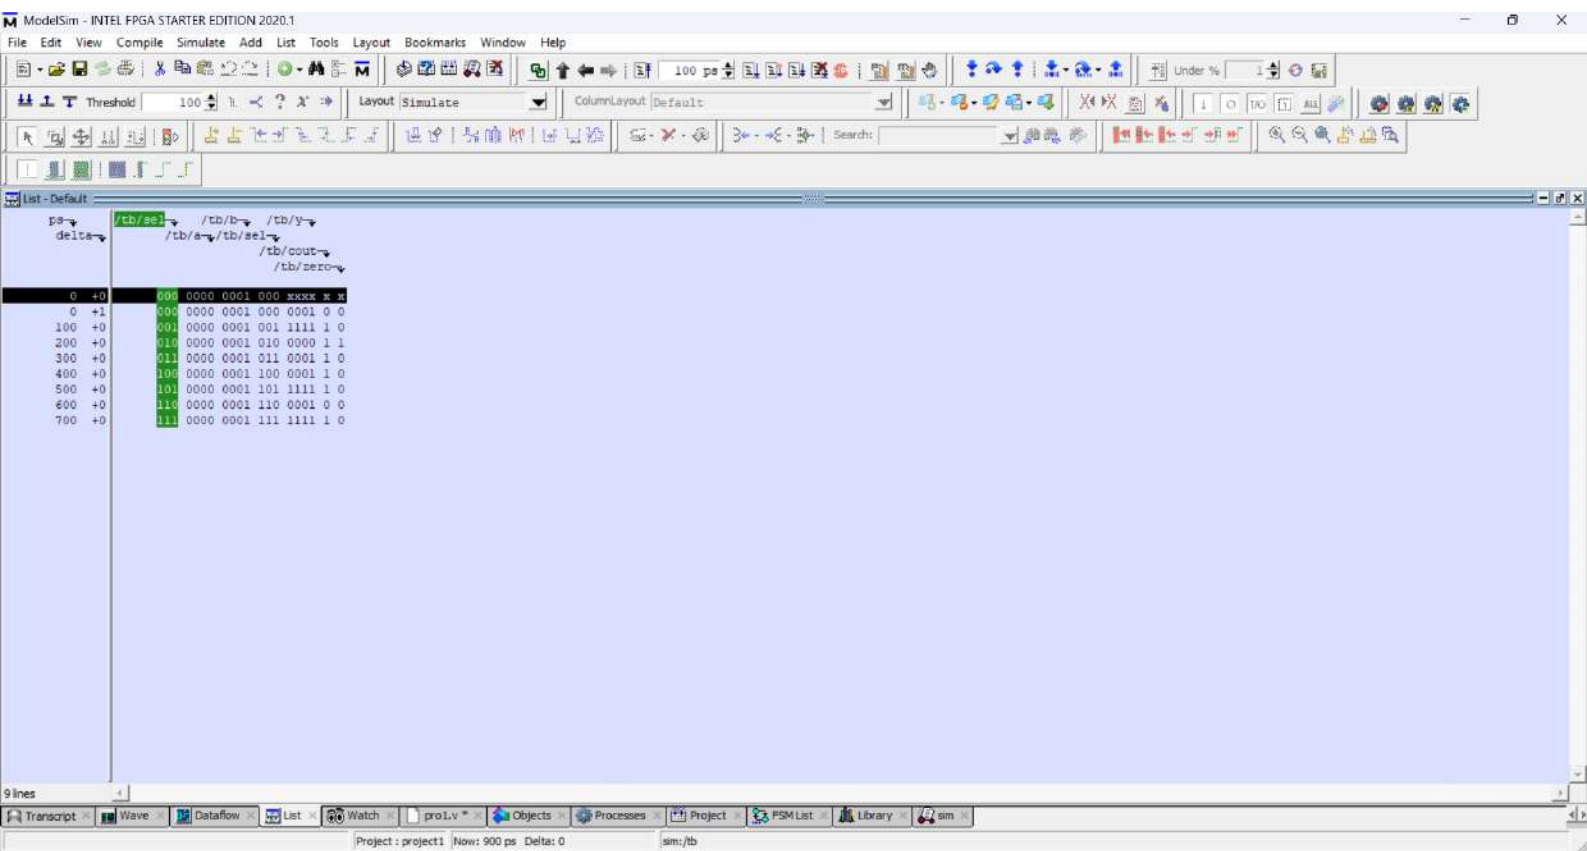 ModelSim - INTEL FPGA STARTER EDITION 2020.1
File Edit View Compile Simulate Add List Tools Layout Bookmarks Window Help
100 ps Under % 1
Threshold 100 Layout Simulate ColumnLayout Default
Search:
List - Default
ps /tb/sel /tb/b /tb/y
delta /tb/a /tb/sel
/tb/cout
/tb/zero
0 +0 000 0000 0001 000 xxxx x x
0 +1 000 0000 0001 000 0001 0 0
100 +0 001 0000 0001 001 1111 1 0
200 +0 010 0000 0001 010 0000 1 1
300 +0 011 0000 0001 011 0001 1 0
400 +0 100 0000 0001 100 0001 1 0
500 +0 101 0000 0001 101 1111 1 0
600 +0 110 0000 0001 110 0001 0 0
700 +0 111 0000 0001 111 1111 1 0
9 lines
Transcript Wave Dataflow List Watch pro1.v * Objects Processes Project FSM List Library sim
Project : project1 Now: 900 ps Delta: 0 sim:/tb